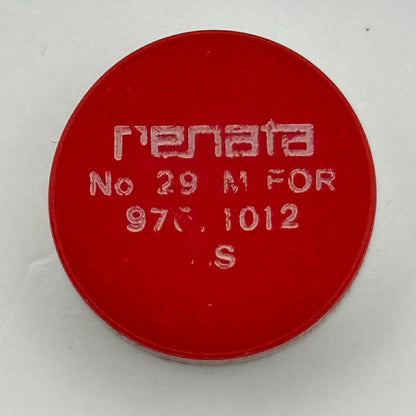 renata
No 29 M FOR
1012
S